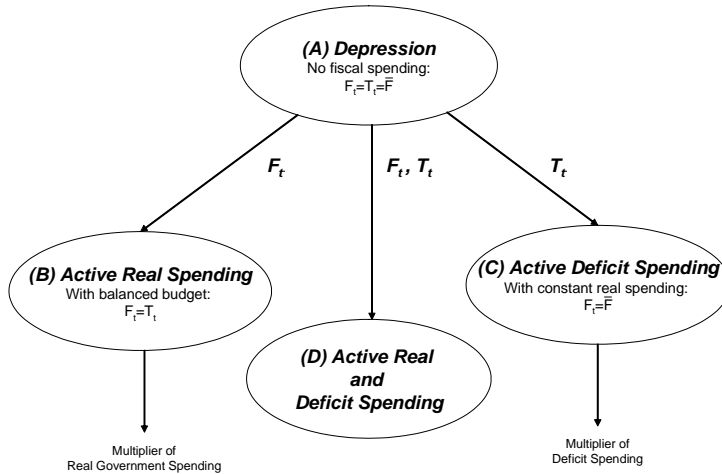 (A) Depression
No fiscal spending:
Fₜ=Tₜ=F̅
Fₜ
Fₜ, Tₜ
Tₜ
(B) Active Real Spending
With balanced budget:
Fₜ=Tₜ
(C) Active Deficit Spending
With constant real spending:
Fₜ=F̅
(D) Active Real
and
Deficit Spending
Multiplier of
Real Government Spending
Multiplier of
Deficit Spending